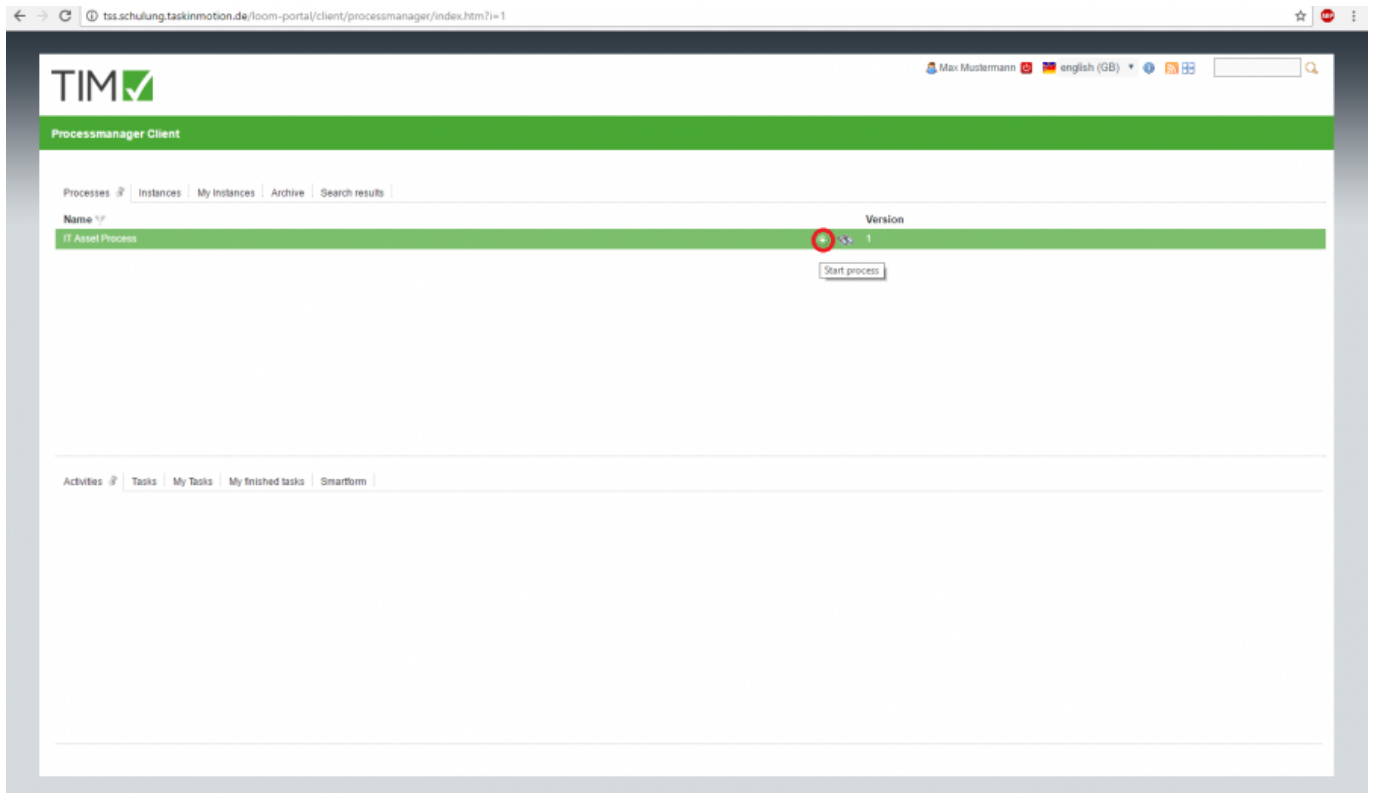 tss.schulung.taskinmotion.de/loom-portal/client/processmanager/index.htm?i=1
ABP
TIM
Max Mustermann english (GB)
Processmanager Client
Processes Instances My Instances Archive Search results
Name Version
IT Asset Process 1
Start process
Activities Tasks My Tasks My finished tasks Smartform